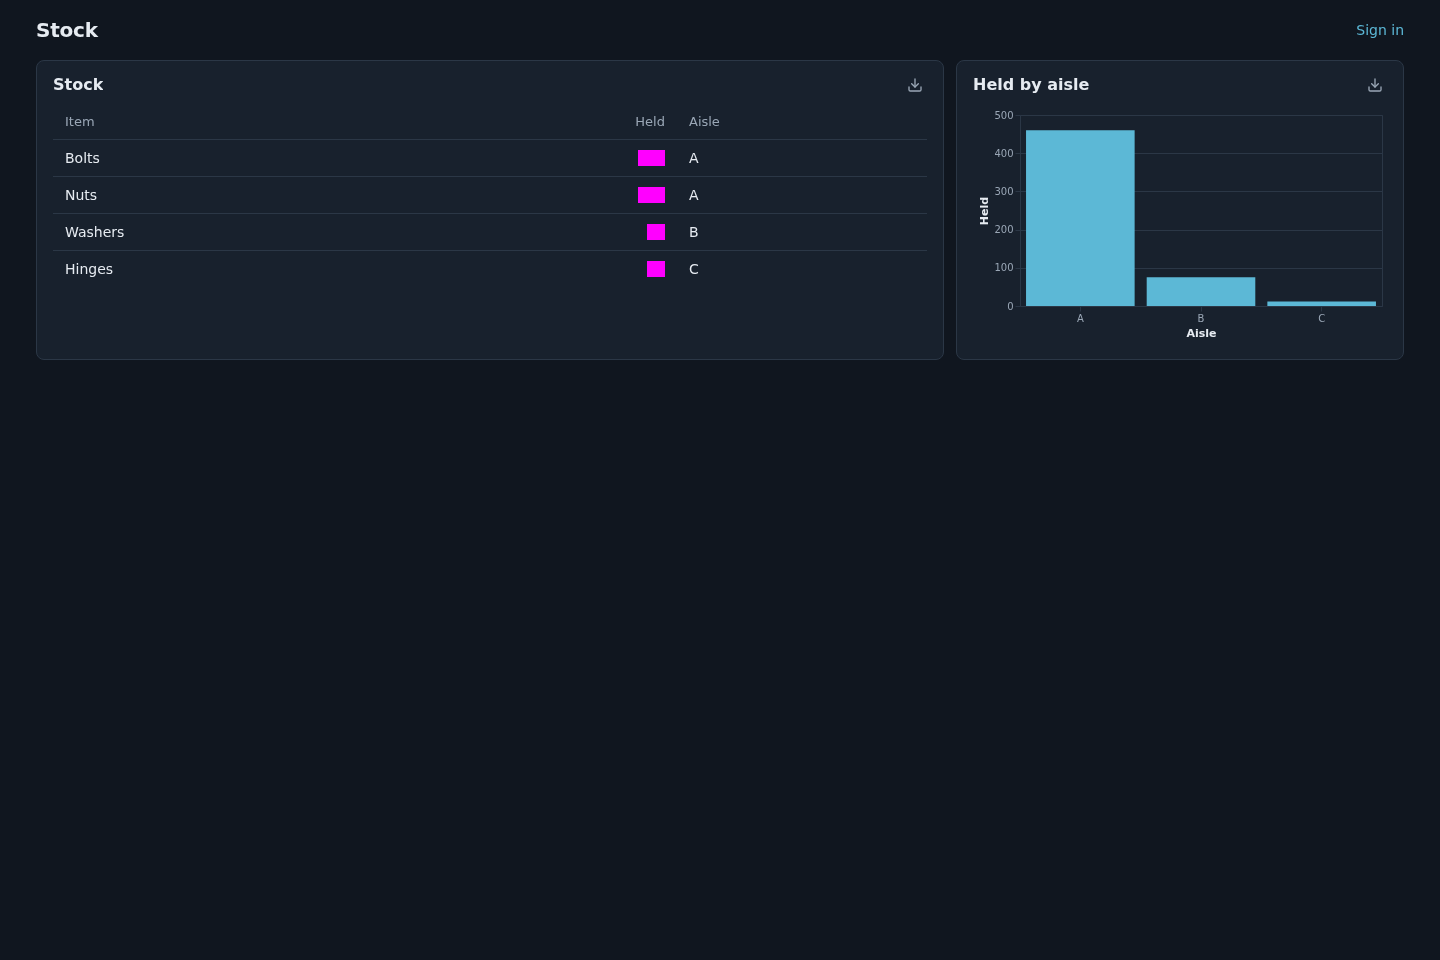 Stock
Sign in
Stock
Item Held Aisle
Bolts A
Nuts A
Washers B
Hinges C
Held by aisle
500
400
300
200
100
0
Held
A B C
Aisle